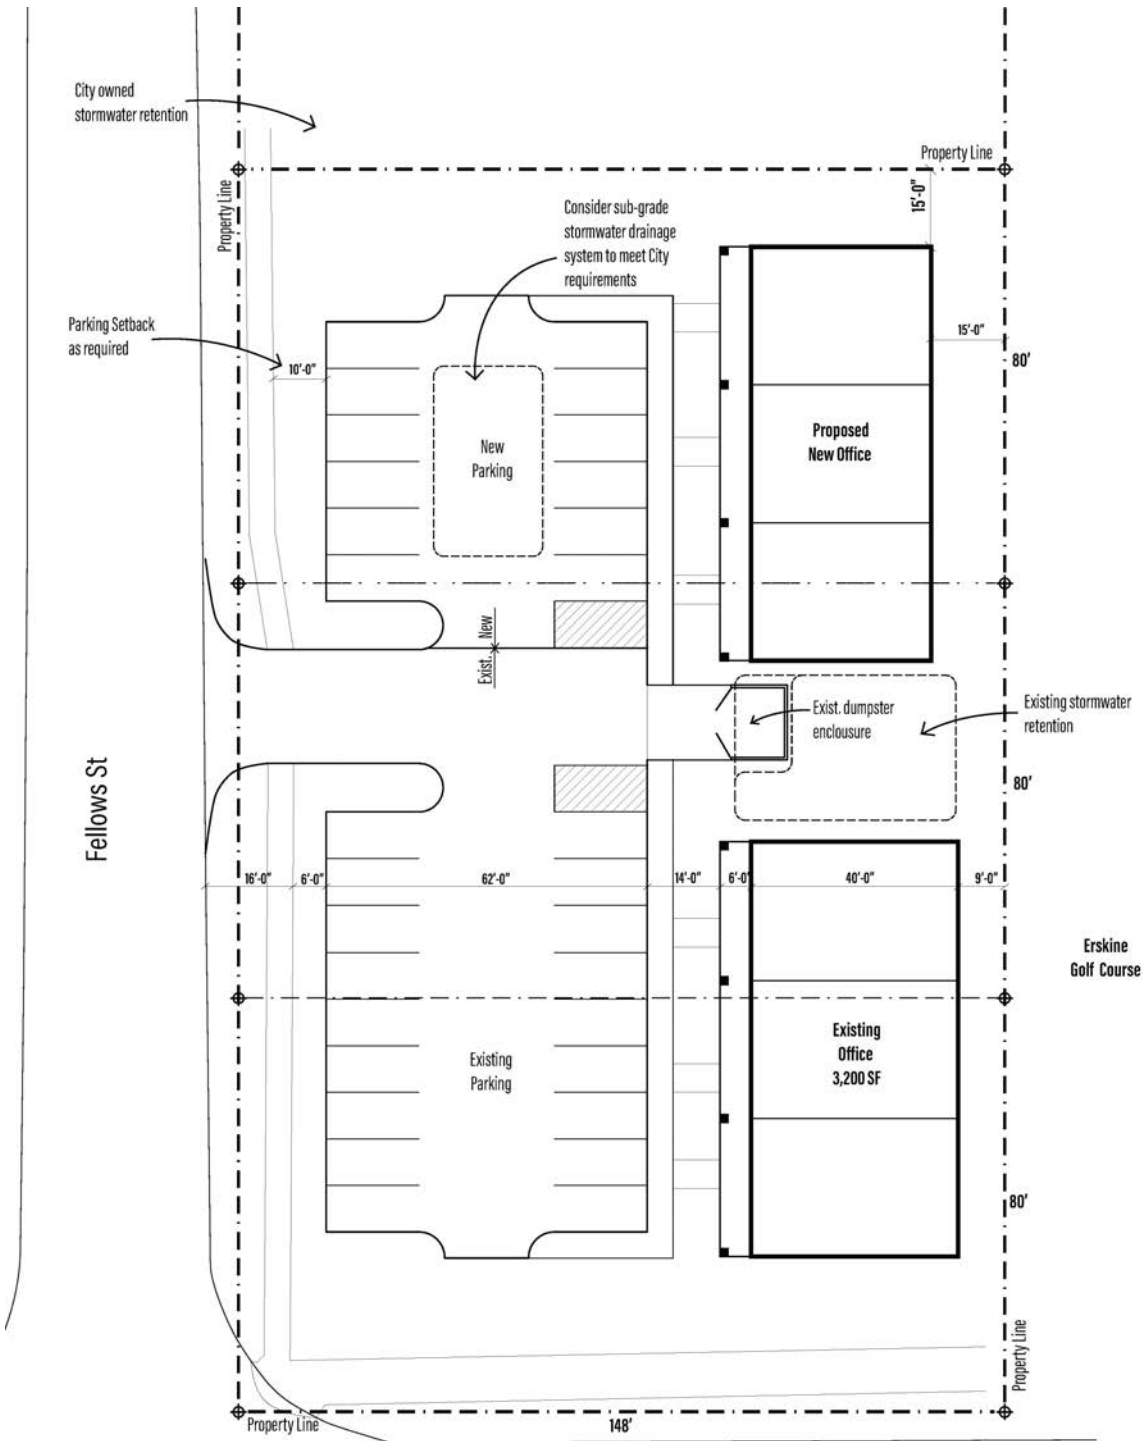 City owned
stormwater retention
Property Line
Property Line
15'-0"
Consider sub-grade
stormwater drainage
system to meet City
requirements
Parking Setback
as required
10'-0"
15'-0"
80'
New
Parking
Proposed
New Office
New
Exist.
Exist. dumpster
enclousure
Existing stormwater
retention
80'
Fellows St
16'-0"
6'-0"
62'-0"
14'-0"
6'-0"
40'-0"
9'-0"
Erskine
Golf Course
Existing
Parking
Existing
Office
3,200 SF
80'
Property Line
Property Line
148'